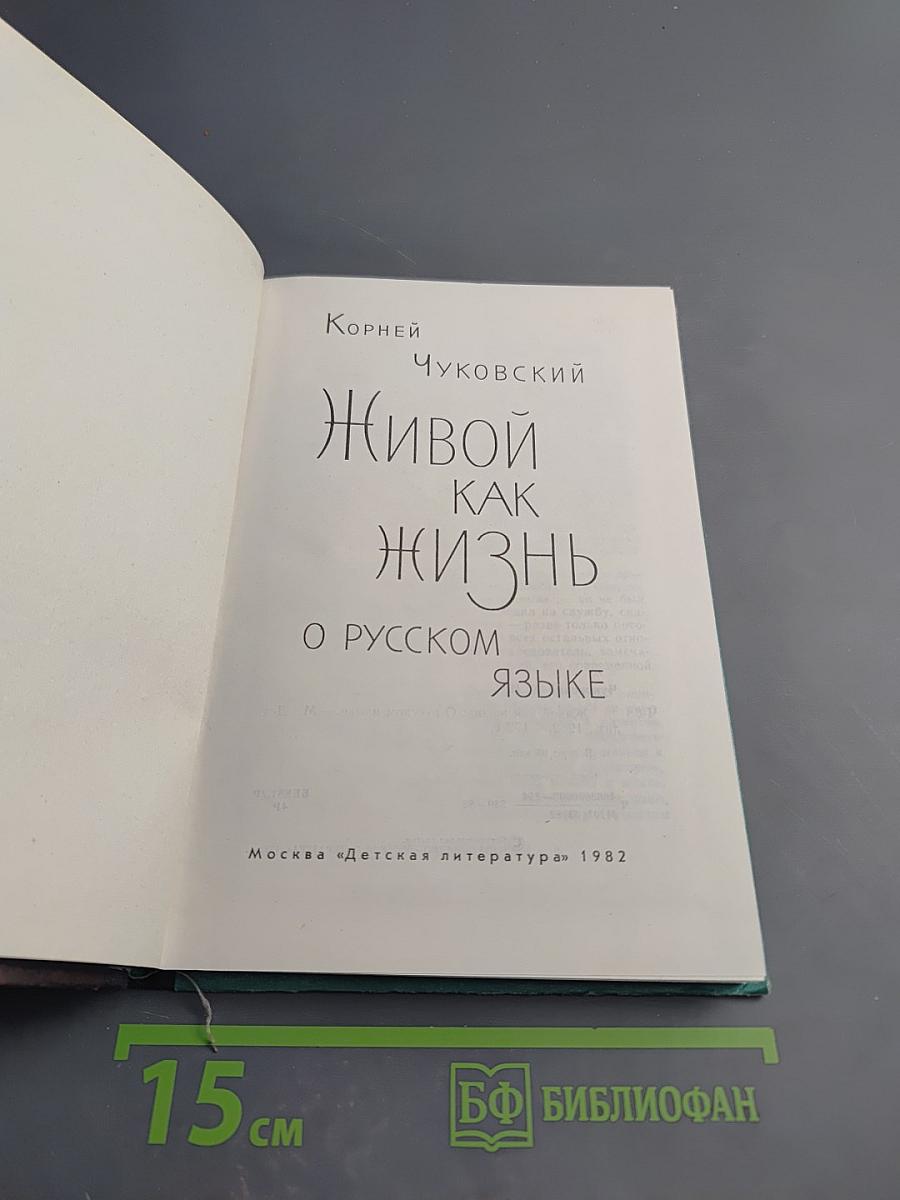 Корней
Чуковский
Живой
как
жизнь
о русском
языке
Москва «Детская литература» 1982
15 см
БФ БИБЛИОФАН